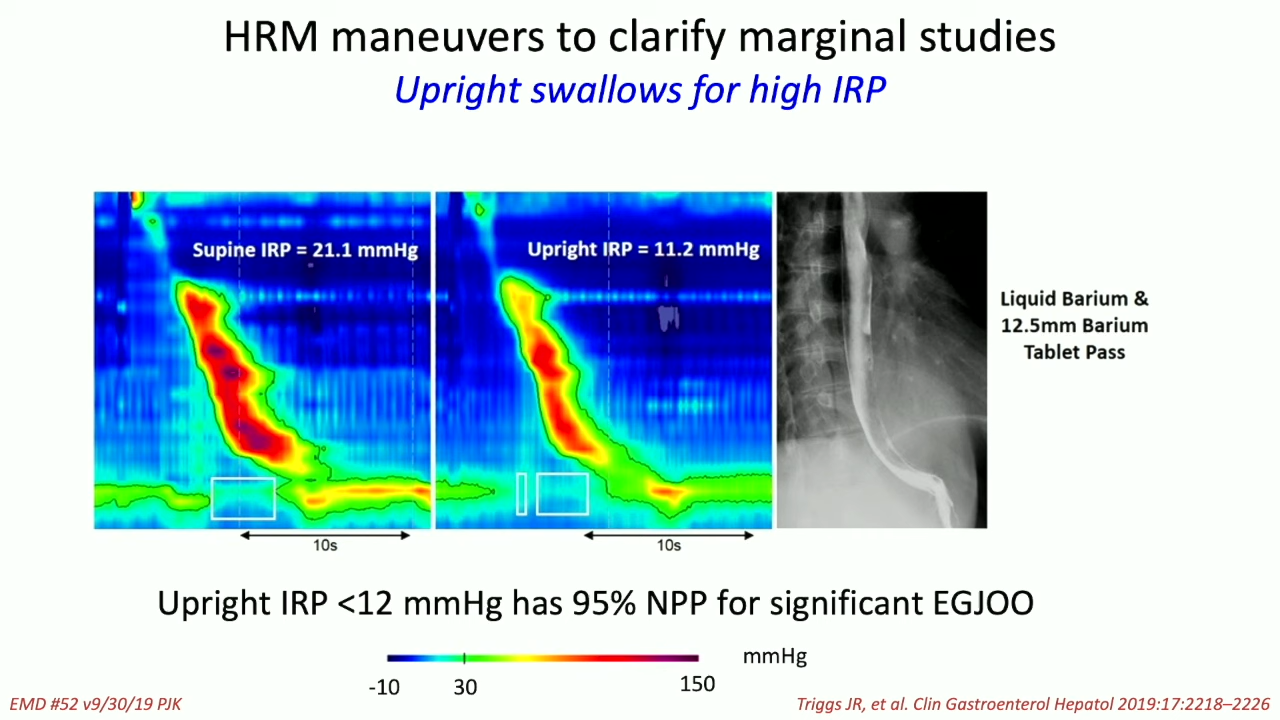 HRM maneuvers to clarify marginal studies
Upright swallows for high IRP
Supine IRP = 21.1 mmHg
Upright IRP = 11.2 mmHg
Liquid Barium &
12.5mm Barium
Tablet Pass
10s
10s
Upright IRP <12 mmHg has 95% NPP for significant EGJOO
mmHg
-10
30
150
EMD #52 v9/30/19 PJK
Triggs JR, et al. Clin Gastroenterol Hepatol 2019:17:2218–2226